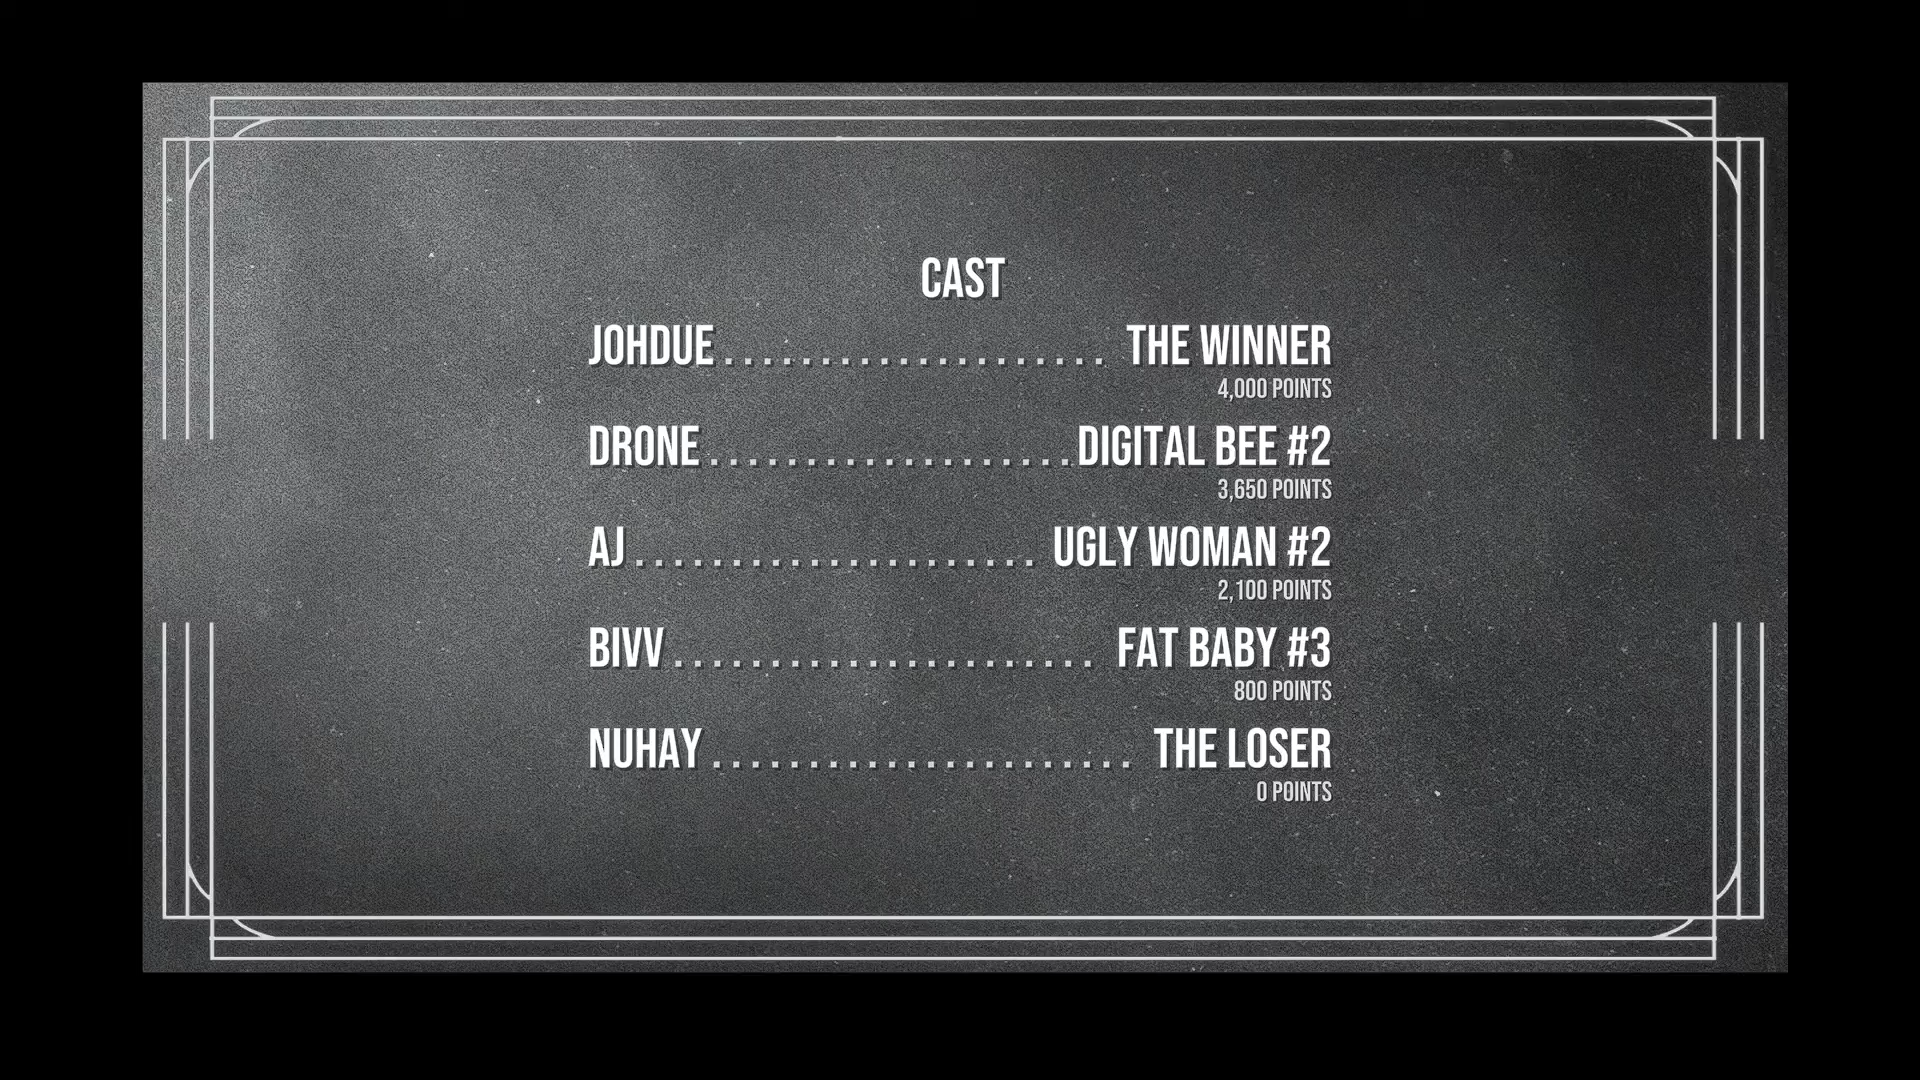 CAST
JOHDUE . . . . . . . . . . . . . . . . . . . . THE WINNER
4,000 POINTS
DRONE . . . . . . . . . . . . . . . . . . . DIGITAL BEE #2
3,650 POINTS
AJ . . . . . . . . . . . . . . . . . . . . . UGLY WOMAN #2
2,100 POINTS
BIVV . . . . . . . . . . . . . . . . . . . . . . FAT BABY #3
800 POINTS
NUHAY . . . . . . . . . . . . . . . . . . . . . . THE LOSER
0 POINTS